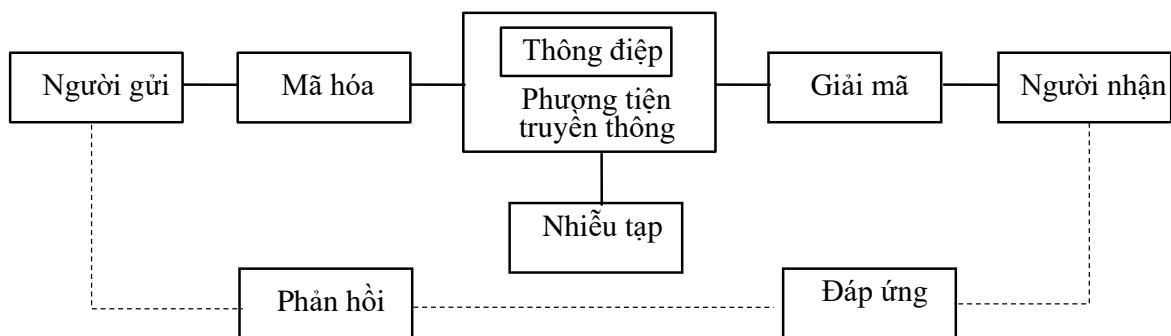 Thông điệp
Người gửi
Mã hóa
Phượng tiện
truyền thông
Giải mã
Người nhận
Nhiễu tạp
Phản hồi
Đáp ứng